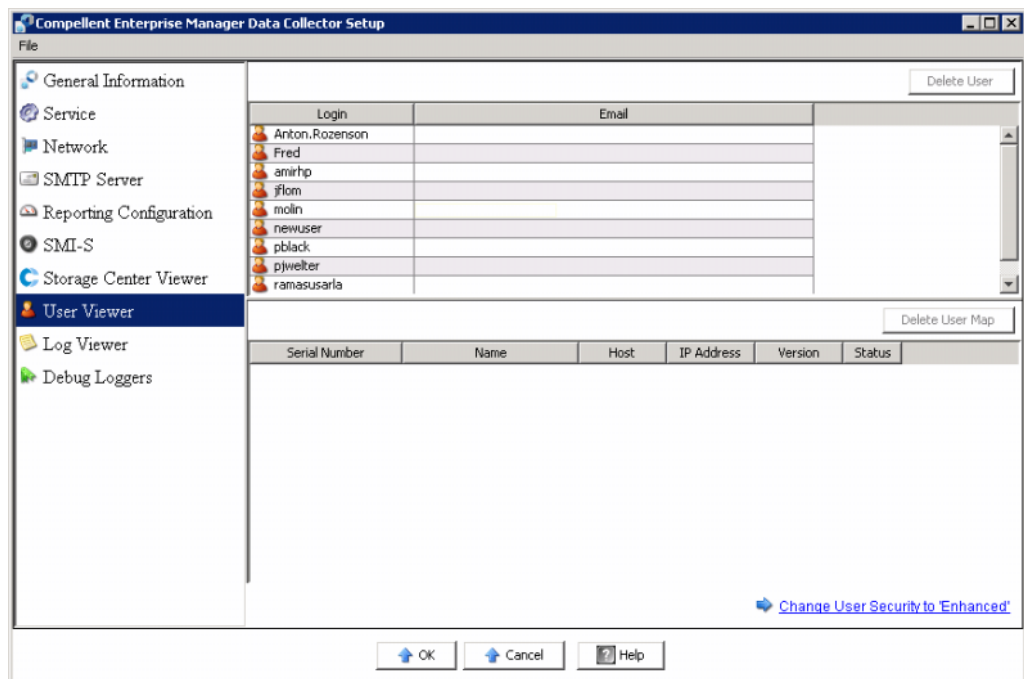 Compellent Enterprise Manager Data Collector Setup
File
General Information
Service
Network
SMTP Server
Reporting Configuration
SMI-S
Storage Center Viewer
User Viewer
Log Viewer
Debug Loggers
Delete User
Login Email
Anton.Rozenson
Fred
amirhp
jflom
molin
newuser
pblack
pjwelter
ramasusarla
Delete User Map
Serial Number Name Host IP Address Version Status
Change User Security to 'Enhanced'
OK Cancel Help